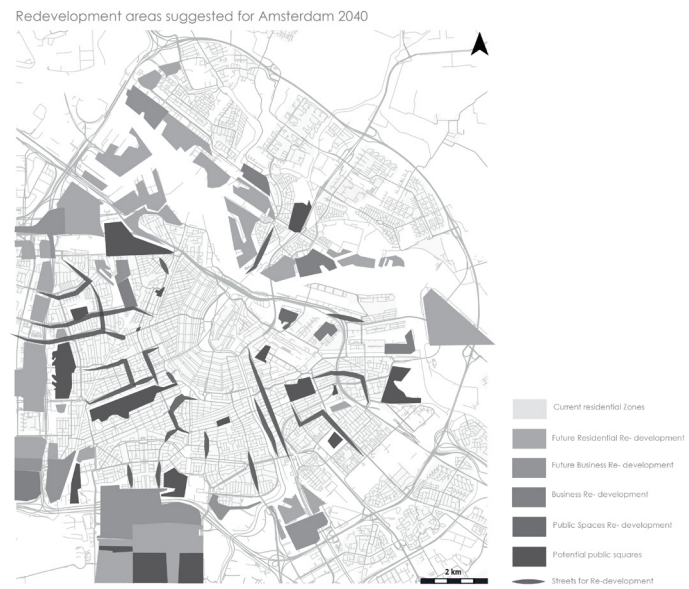 Redevelopment areas suggested for Amsterdam 2040
2 km
Current residential Zones
Future Residential Re- development
Future Business Re- development
Business Re- development
Public Spaces Re- development
Potential public squares
Streets for Re-development